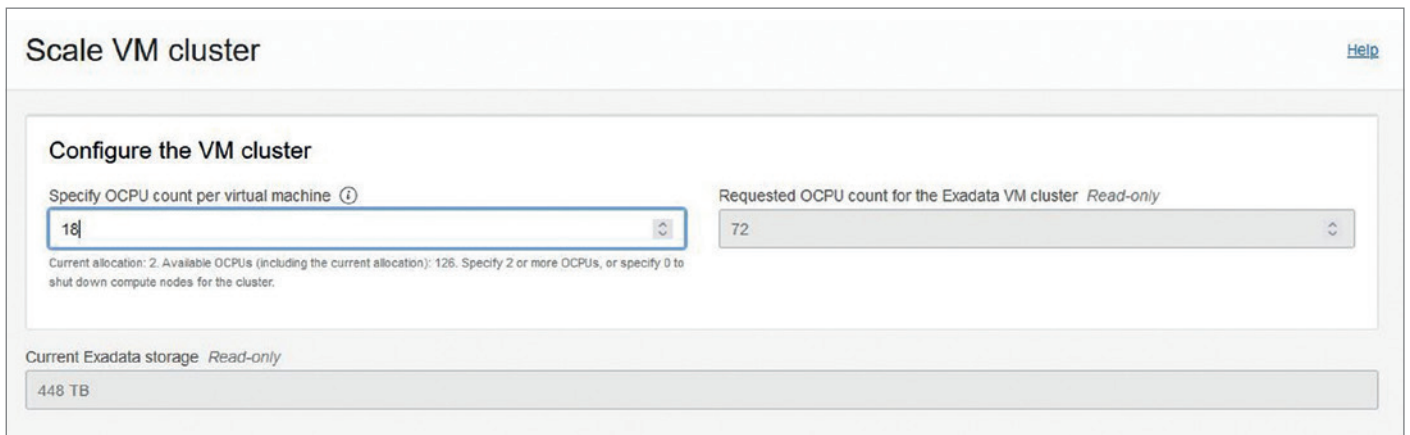 Scale VM cluster
Help
Configure the VM cluster
Specify OCPU count per virtual machine
18
Current allocation: 2. Available OCPUs (including the current allocation): 126. Specify 2 or more OCPUs, or specify 0 to
shut down compute nodes for the cluster.
Requested OCPU count for the Exadata VM cluster Read-only
72
Current Exadata storage Read-only
448 TB